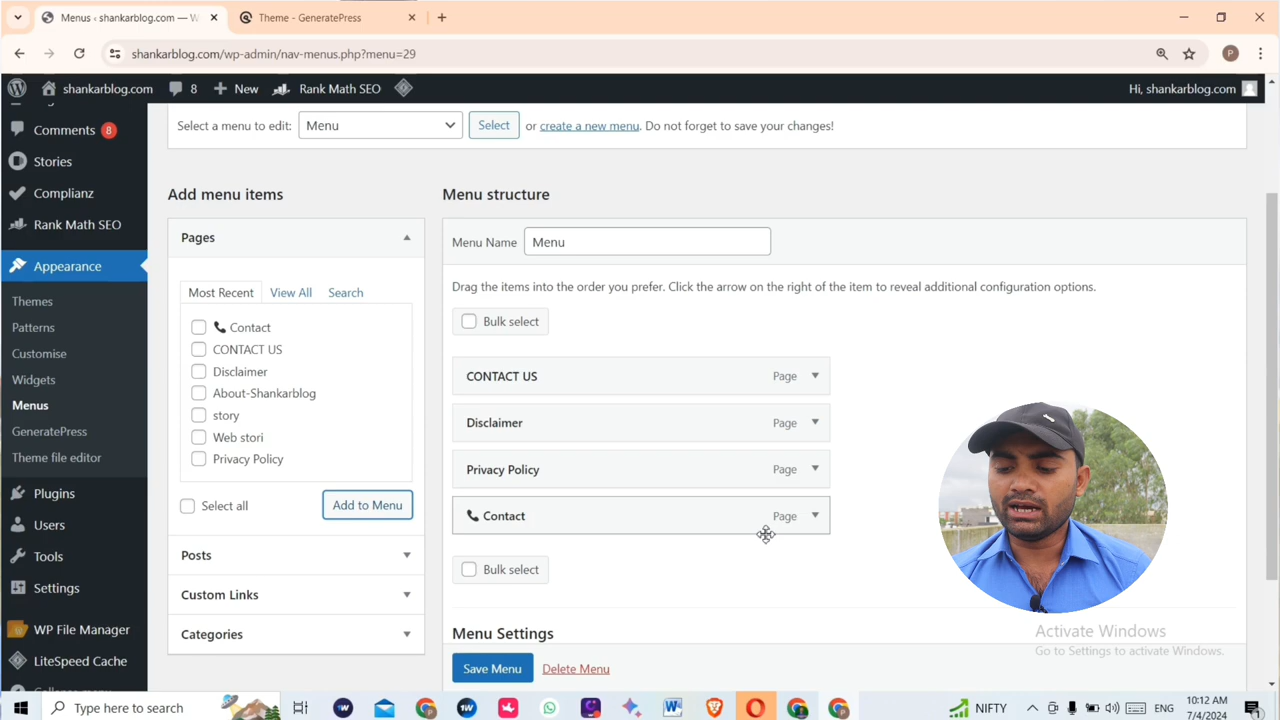 Menus ‹ shankarblog.com — W
Theme - GeneratePress
shankarblog.com/wp-admin/nav-menus.php?menu=29
P
shankarblog.com
8
New
Rank Math SEO
Hi, shankarblog.com
Comments 8
Stories
Complianz
Rank Math SEO
Appearance
Themes
Patterns
Customise
Widgets
Menus
GeneratePress
Theme file editor
Plugins
Users
Tools
Settings
WP File Manager
LiteSpeed Cache
Select a menu to edit: Menu Select or create a new menu. Do not forget to save your changes!
Add menu items
Pages
Most Recent View All Search
Contact
CONTACT US
Disclaimer
About-Shankarblog
story
Web stori
Privacy Policy
Select all Add to Menu
Posts
Custom Links
Categories
Menu structure
Menu Name Menu
Drag the items into the order you prefer. Click the arrow on the right of the item to reveal additional configuration options.
Bulk select
CONTACT US Page
Disclaimer Page
Privacy Policy Page
Contact Page
Bulk select
Menu Settings
Save Menu Delete Menu
Activate Windows
Go to Settings to activate Windows.
Type here to search
NIFTY
ENG
10:12 AM
7/4/2024